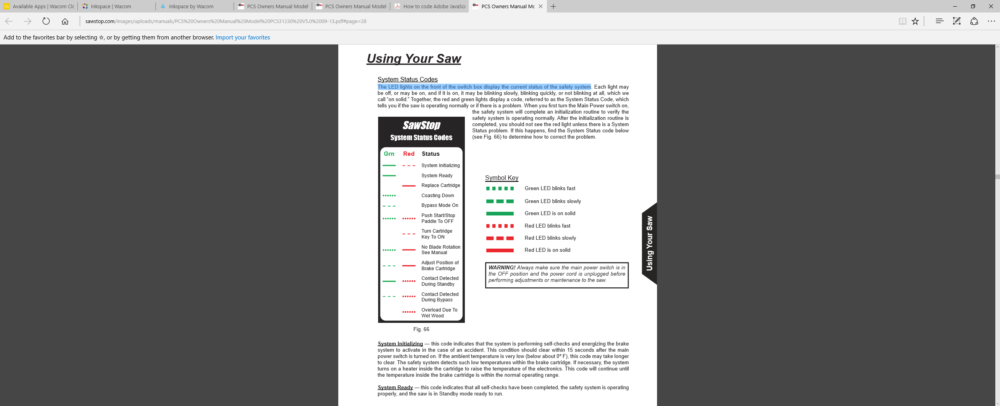 Available Apps | Wacom Clo
Inkspace | Wacom
Inkspace by Wacom
PCS Owners Manual Model
PCS Owners Manual Model
How to code Adobe JavaScr
PCS Owners Manual Mo
sawstop.com/images/uploads/manuals/PCS%20Owners%20Manual%20Model%20PCS31230%20V5.0%2009-13.pdf#page=28
Add to the favorites bar by selecting ☆, or by getting them from another browser. Import your favorites
Using Your Saw
System Status Codes
The LED lights on the front of the switch box display the current status of the safety system. Each light may
be off, or may be on, and if it is on, it may be blinking slowly, blinking quickly, or not blinking at all, which we
call “on solid.” Together, the red and green lights display a code, referred to as the System Status Code, which
tells you if the saw is operating normally or if there is a problem. When you first turn the Main Power switch on,
the safety system will complete an initialization routine to verify the
safety system is operating normally. After the initialization routine is
completed, you should not see the red light unless there is a System
Status problem. If this happens, find the System Status code below
(see Fig. 66) to determine how to correct the problem.
SawStop
System Status Codes
Grn Red Status
System Initializing
System Ready
Replace Cartridge
Coasting Down
Bypass Mode On
Push Start/Stop
Paddle To OFF
Turn Cartridge
Key To ON
No Blade Rotation
See Manual
Adjust Position of
Brake Cartridge
Contact Detected
During Standby
Contact Detected
During Bypass
Overload Due To
Wet Wood
Fig. 66
Symbol Key
Green LED blinks fast
Green LED blinks slowly
Green LED is on solid
Red LED blinks fast
Red LED blinks slowly
Red LED is on solid
WARNING! Always make sure the main power switch is in
the OFF position and the power cord is unplugged before
performing adjustments or maintenance to the saw.
Using Your Saw
System Initializing — this code indicates that the system is performing self-checks and energizing the brake
system to activate in the case of an accident. This condition should clear within 15 seconds after the main
power switch is turned on. If the ambient temperature is very low (below about 0º F), this code may take longer
to clear. The safety system detects such low temperatures within the brake cartridge. If necessary, the system
turns on a heater inside the cartridge to raise the temperature of the electronics. This code will continue until
the temperature inside the brake cartridge is within the normal operating range.
System Ready — this code indicates that all self-checks have been completed, the safety system is operating
properly, and the saw is in Standby mode ready to run.